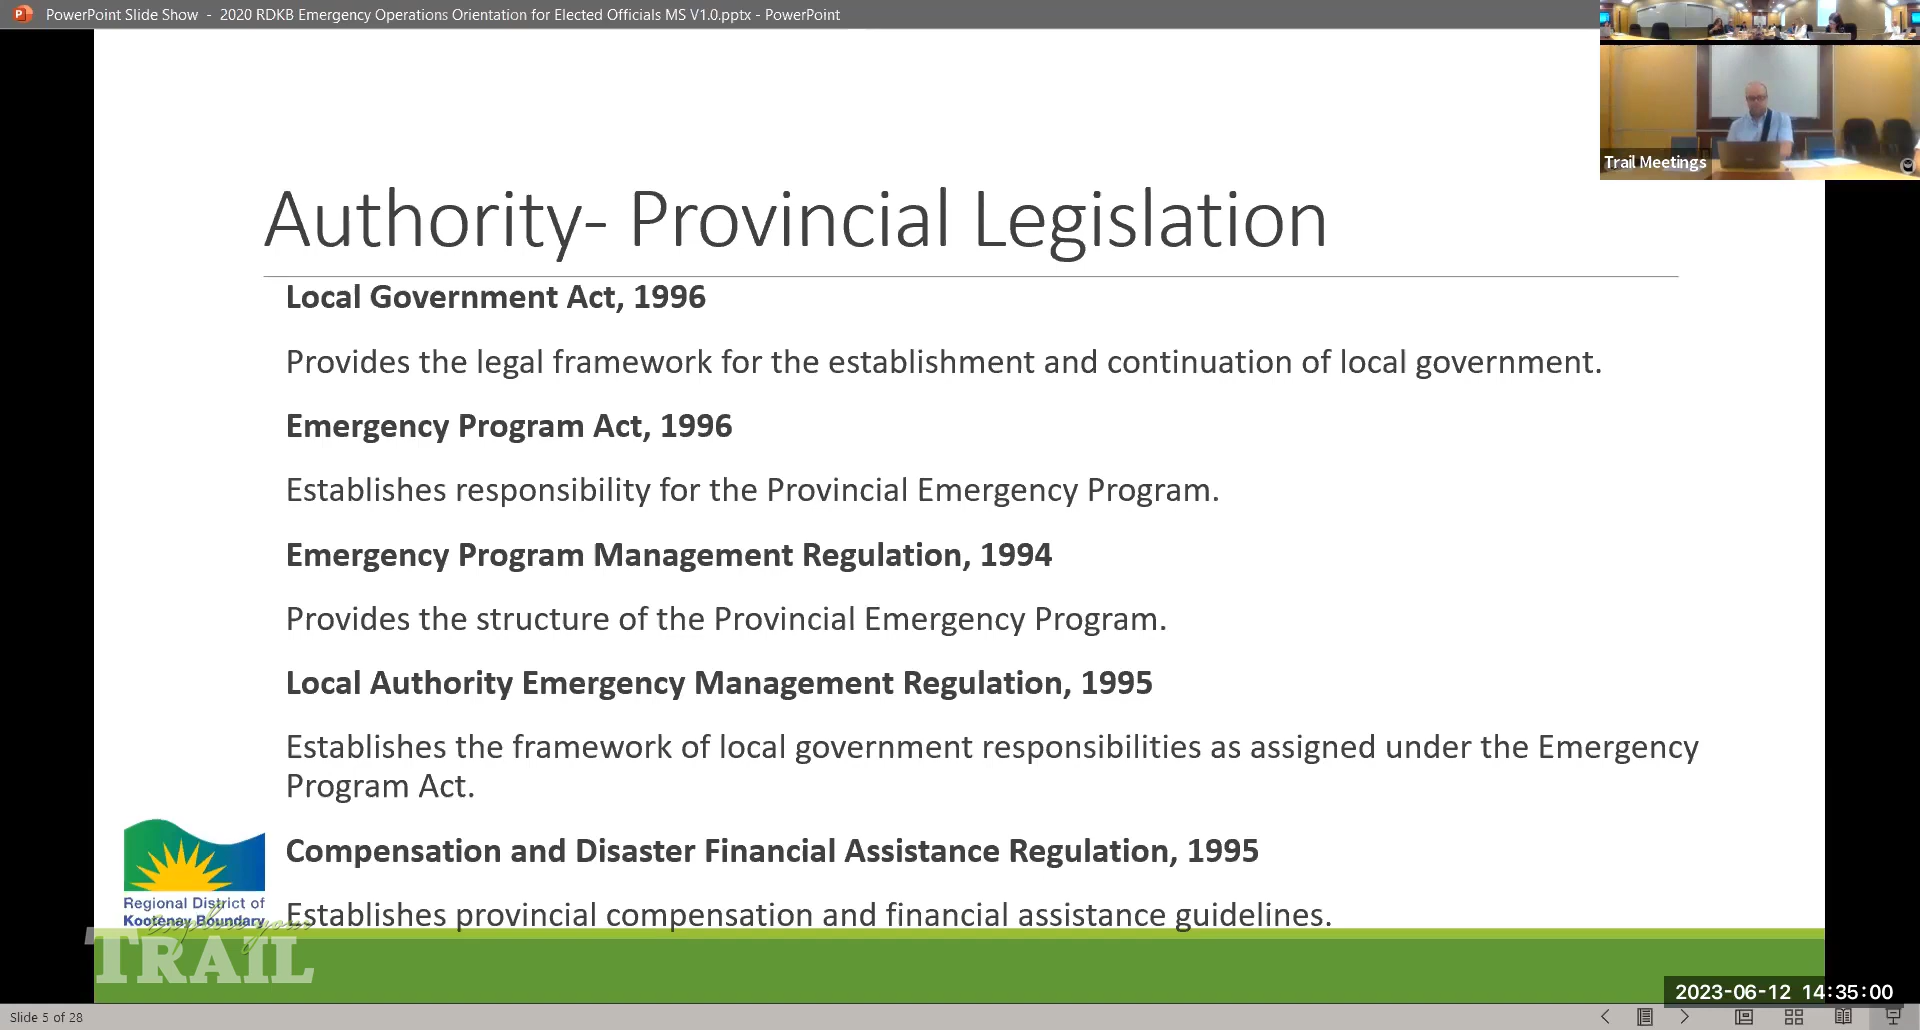 PowerPoint Slide Show - 2020 RDKB Emergency Operations Orientation for Elected Officials MS V1.0.pptx - PowerPoint
Trail Meetings
Authority- Provincial Legislation
Local Government Act, 1996
Provides the legal framework for the establishment and continuation of local government.
Emergency Program Act, 1996
Establishes responsibility for the Provincial Emergency Program.
Emergency Program Management Regulation, 1994
Provides the structure of the Provincial Emergency Program.
Local Authority Emergency Management Regulation, 1995
Establishes the framework of local government responsibilities as assigned under the Emergency
Program Act.
Compensation and Disaster Financial Assistance Regulation, 1995
Establishes provincial compensation and financial assistance guidelines.
Regional District of
Kootenay Boundary
explore your
TRAIL
2023-06-12 14:35:00
Slide 5 of 28